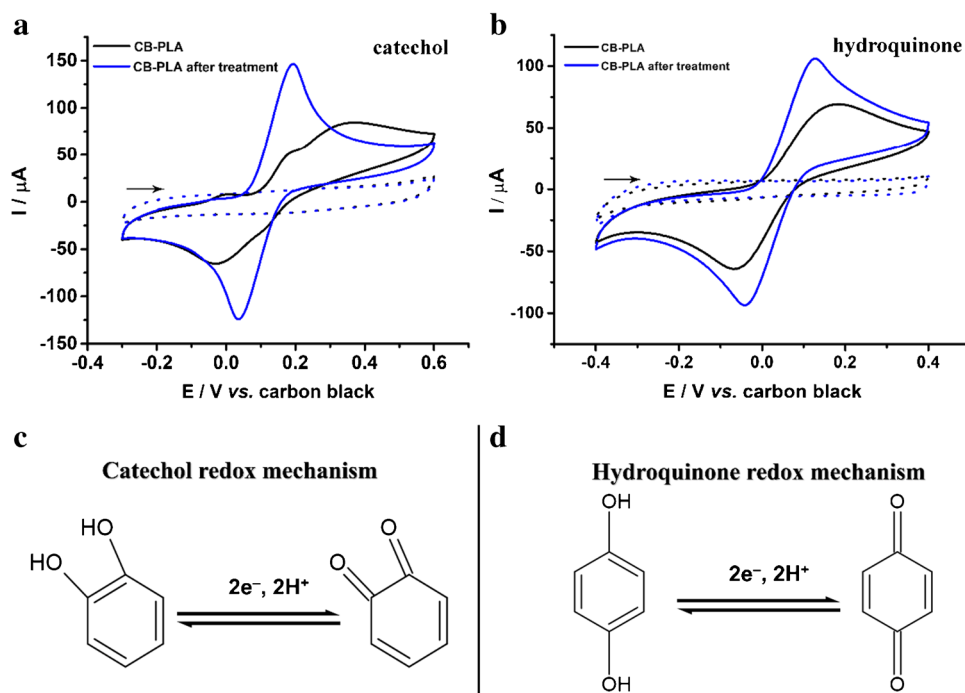 a
CB-PLA
CB-PLA after treatment
catechol
150
100
50
0
-50
-100
-150
I / μA
-0.4
-0.2
0.0
0.2
0.4
0.6
E / V vs. carbon black
b
CB-PLA
CB-PLA after treatment
hydroquinone
100
50
0
-50
-100
I / μA
-0.4
-0.2
0.0
0.2
0.4
E / V vs. carbon black
c
Catechol redox mechanism
HO
HO
2e⁻, 2H⁺
O
O
d
Hydroquinone redox mechanism
OH
OH
2e⁻, 2H⁺
O
O